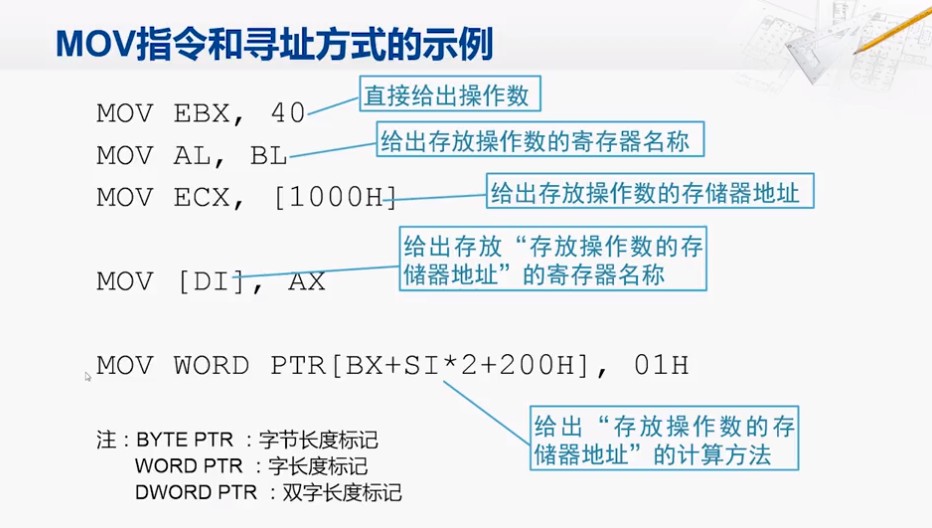 MOV指令和寻址方式的示例
MOV EBX, 40
直接给出操作数
MOV AL, BL
给出存放操作数的寄存器名称
MOV ECX, [1000H]
给出存放操作数的存储器地址
给出存放“存放操作数的存
储器地址”的寄存器名称
MOV [DI], AX
MOV WORD PTR[BX+SI*2+200H], 01H
给出“存放操作数的存
储器地址”的计算方法
注：BYTE PTR ：字节长度标记
WORD PTR ：字长度标记
DWORD PTR ：双字长度标记